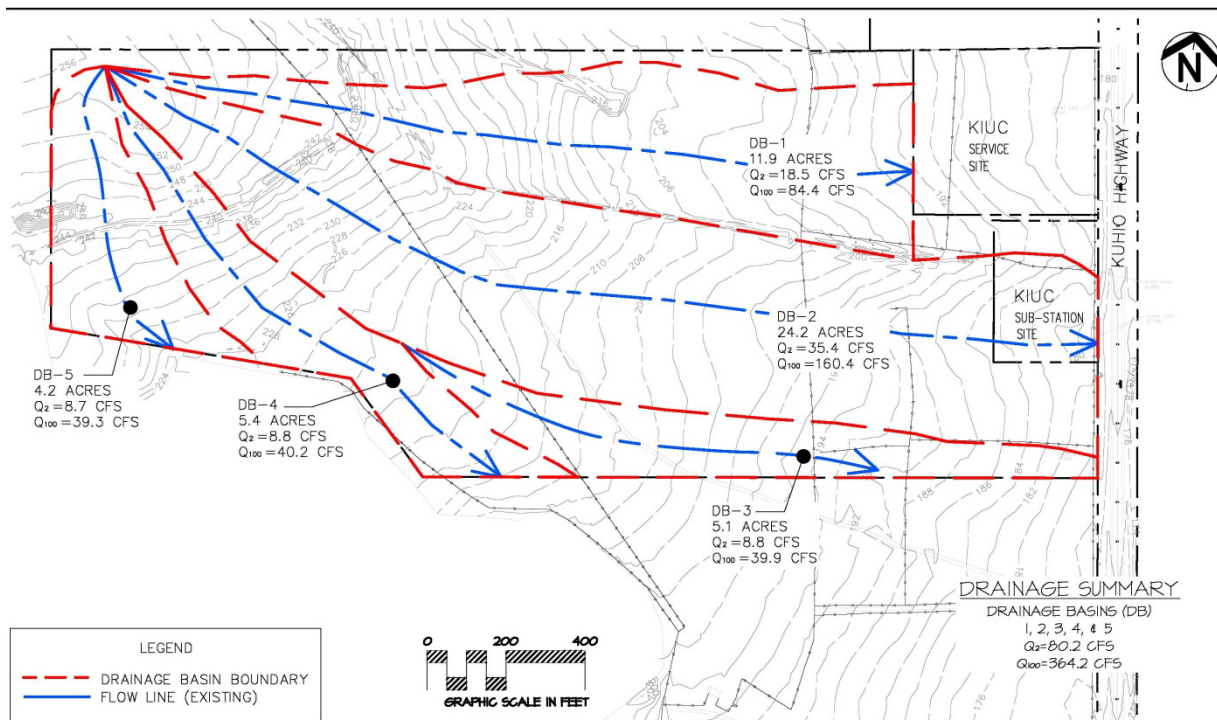 256
240
N
180
KIUC
SERVICE
SITE
KUHIO HIGHWAY
DB-1
11.9 ACRES
Q₂=18.5 CFS
Q₁₀₀=84.4 CFS
204
206
252
250
248
244
242
240
238
236
232
230
228
226
224
220
216
210
208
200
192
KIUC
SUB-STATION
SITE
DB-2
24.2 ACRES
Q₂=35.4 CFS
Q₁₀₀=160.4 CFS
224
228
224
DB-5
4.2 ACRES
Q₂=8.7 CFS
Q₁₀₀=39.3 CFS
DB-4
5.4 ACRES
Q₂=8.8 CFS
Q₁₀₀=40.2 CFS
194
188
186
184
182
176
DB-3
5.1 ACRES
Q₂=8.8 CFS
Q₁₀₀=39.9 CFS
192
DRAINAGE SUMMARY
DRAINAGE BASINS (DB)
1, 2, 3, 4, & 5
Q₂=80.2 CFS
Q₁₀₀=364.2 CFS
176
LEGEND
DRAINAGE BASIN BOUNDARY
FLOW LINE (EXISTING)
0 200 400
GRAPHIC SCALE IN FEET